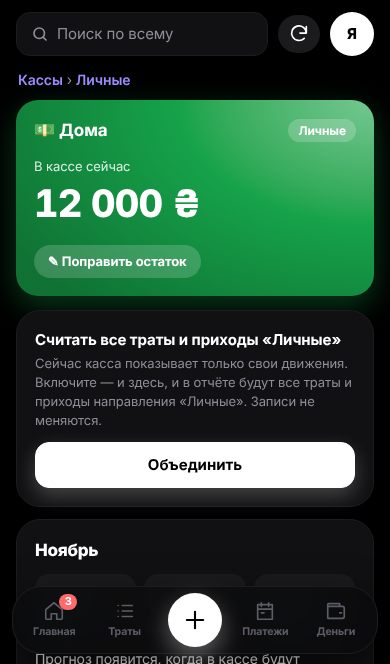 Поиск по всему
Я
Кассы › Личные
Дома
Личные
В кассе сейчас
12 000 ₴
✎ Поправить остаток
Считать все траты и приходы «Личные»
Сейчас касса показывает только свои движения.
Включите — и здесь, и в отчёте будут все траты и
приходы направления «Личные». Записи не
меняются.
Объединить
Ноябрь
3
Главная
Траты
Платежи
Деньги
Прогноз появится, когда в кассе будут